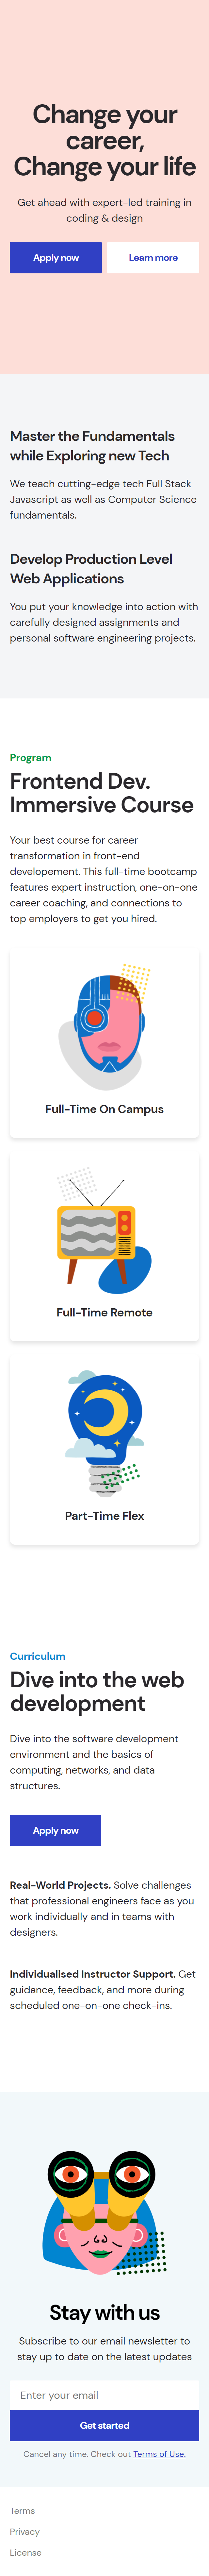 Change your
career,
Change your life
Get ahead with expert-led training in
coding & design
Apply now
Learn more
Master the Fundamentals
while Exploring new Tech
We teach cutting-edge tech Full Stack
Javascript as well as Computer Science
fundamentals.
Develop Production Level
Web Applications
You put your knowledge into action with
carefully designed assignments and
personal software engineering projects.
Program
Frontend Dev.
Immersive Course
Your best course for career
transformation in front-end
developement. This full-time bootcamp
features expert instruction, one-on-one
career coaching, and connections to
top employers to get you hired.
Full-Time On Campus
Full-Time Remote
Part-Time Flex
Curriculum
Dive into the web
development
Dive into the software development
environment and the basics of
computing, networks, and data
structures.
Apply now
Real-World Projects. Solve challenges
that professional engineers face as you
work individually and in teams with
designers.
Individualised Instructor Support. Get
guidance, feedback, and more during
scheduled one-on-one check-ins.
Stay with us
Subscribe to our email newsletter to
stay up to date on the latest updates
Enter your email
Get started
Cancel any time. Check out Terms of Use.
Terms
Privacy
License